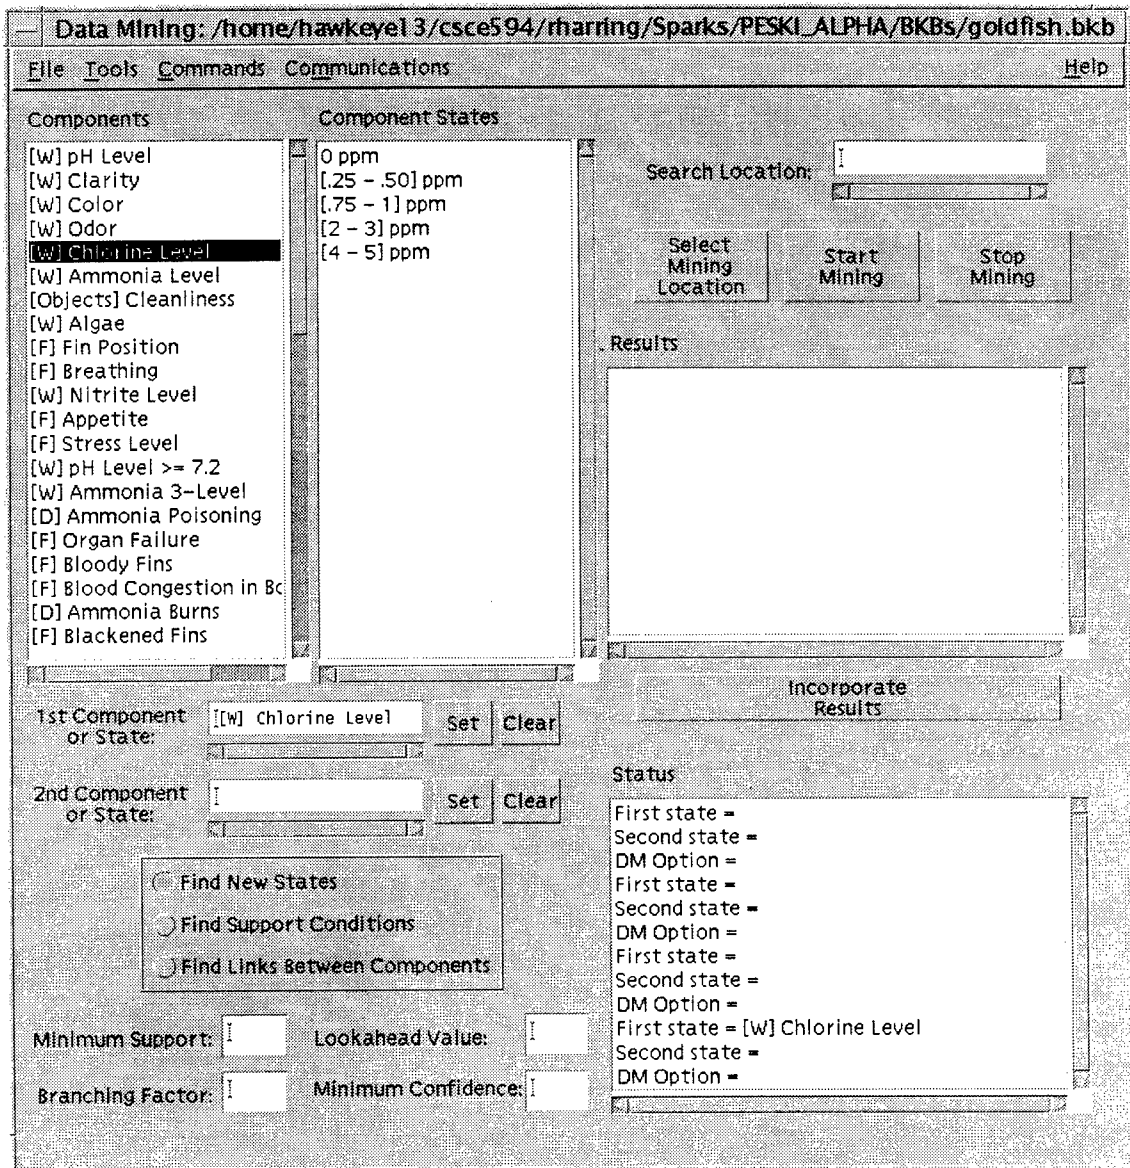 Data Mining: /home/hawkeye13/csce594/rharring/Sparks/PESKI_ALPHA/BKBs/goldfish.bkb
File Tools Commands Communications Help
Components
[W] pH Level
[W] Clarity
[W] Color
[W] Odor
[W] Chlorine Level
[W] Ammonia Level
[Objects] Cleanliness
[W] Algae
[F] Fin Position
[F] Breathing
[W] Nitrite Level
[F] Appetite
[F] Stress Level
[W] pH Level >= 7.2
[W] Ammonia 3-Level
[D] Ammonia Poisoning
[F] Organ Failure
[F] Bloody Fins
[F] Blood Congestion in Bo
[D] Ammonia Burns
[F] Blackened Fins
Component States
0 ppm
[.25 - .50] ppm
[.75 - 1] ppm
[2 - 3] ppm
[4 - 5] ppm
Search Location:
Select
Mining
Location
Start
Mining
Stop
Mining
Results
Incorporate
Results
1st Component
or State:
[W] Chlorine Level
Set Clear
2nd Component
or State:
Set Clear
Find New States
Find Support Conditions
Find Links Between Components
Minimum Support:
Lookahead Value:
Branching Factor:
Minimum Confidence:
Status
First state =
Second state =
DM Option =
First state =
Second state =
DM Option =
First state =
Second state =
DM Option =
First state = [W] Chlorine Level
Second state =
DM Option =